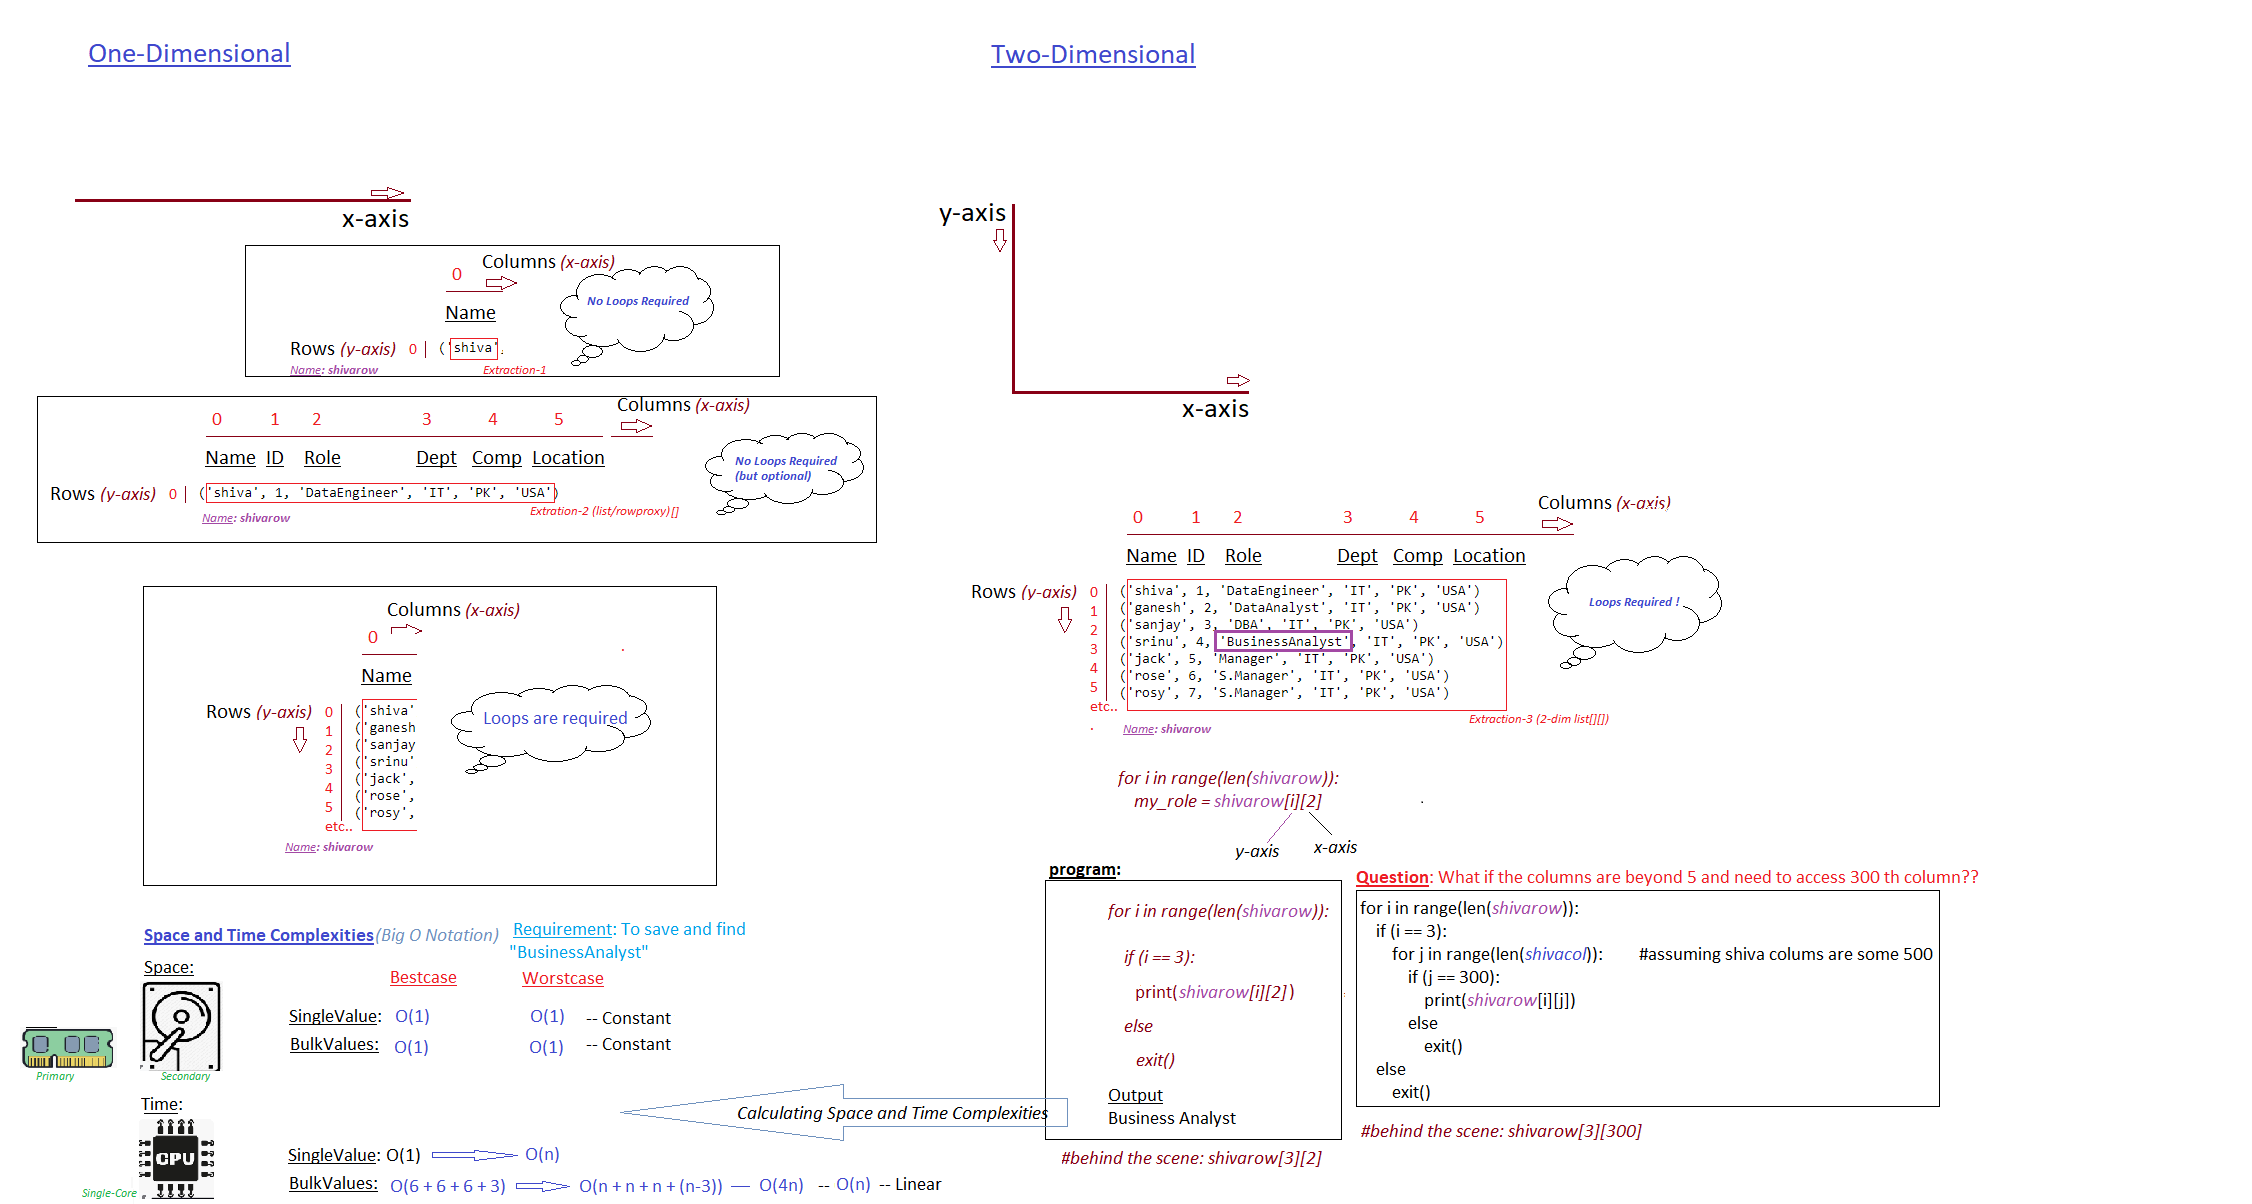 One-Dimensional
x-axis
Columns (x-axis)
0
No Loops Required
Name
Rows (y-axis) 0 | ('shiva',
Name: shivarow
Extraction-1
Columns (x-axis)
0 1 2 3 4 5
Name ID Role Dept Comp Location
No Loops Required
(but optional)
Rows (y-axis) 0 | ('shiva', 1, 'DataEngineer', 'IT', 'PK', 'USA')
Name: shivarow
Extration-2 (list/rowproxy)[]
Columns (x-axis)
0
Name
Rows (y-axis)
0 ('shiva'
1 ('ganesh
2 ('sanjay
3 ('srinu'
4 ('jack',
5 ('rose',
etc.. ('rosy',
Loops are required
Name: shivarow
Space and Time Complexities(Big O Notation)
Requirement: To save and find
"BusinessAnalyst"
Space:
Bestcase Worstcase
SingleValue: O(1) O(1) -- Constant
BulkValues: O(1) O(1) -- Constant
Primary
Secondary
Time:
CPU
Single-Core
SingleValue: O(1) O(n)
BulkValues: O(6 + 6 + 6 + 3) O(n + n + n + (n-3)) — O(4n) -- O(n) -- Linear
Calculating Space and Time Complexities
Two-Dimensional
y-axis
x-axis
Columns (x-axis)
0 1 2 3 4 5
Name ID Role Dept Comp Location
Rows (y-axis)
0 ('shiva', 1, 'DataEngineer', 'IT', 'PK', 'USA')
1 ('ganesh', 2, 'DataAnalyst', 'IT', 'PK', 'USA')
2 ('sanjay', 3, 'DBA', 'IT', 'PK', 'USA')
3 ('srinu', 4, 'BusinessAnalyst', 'IT', 'PK', 'USA')
4 ('jack', 5, 'Manager', 'IT', 'PK', 'USA')
5 ('rose', 6, 'S.Manager', 'IT', 'PK', 'USA')
etc.. ('rosy', 7, 'S.Manager', 'IT', 'PK', 'USA')
Loops Required !
Extraction-3 (2-dim list[][])
Name: shivarow
for i in range(len(shivarow)):
my_role = shivarow[i][2]
y-axis x-axis
program:
for i in range(len(shivarow)):
if (i == 3):
print(shivarow[i][2])
else
exit()
Output
Business Analyst
#behind the scene: shivarow[3][2]
Question: What if the columns are beyond 5 and need to access 300 th column??
for i in range(len(shivarow)):
if (i == 3):
for j in range(len(shivacol)): #assuming shiva colums are some 500
if (j == 300):
print(shivarow[i][j])
else
exit()
else
exit()
#behind the scene: shivarow[3][300]